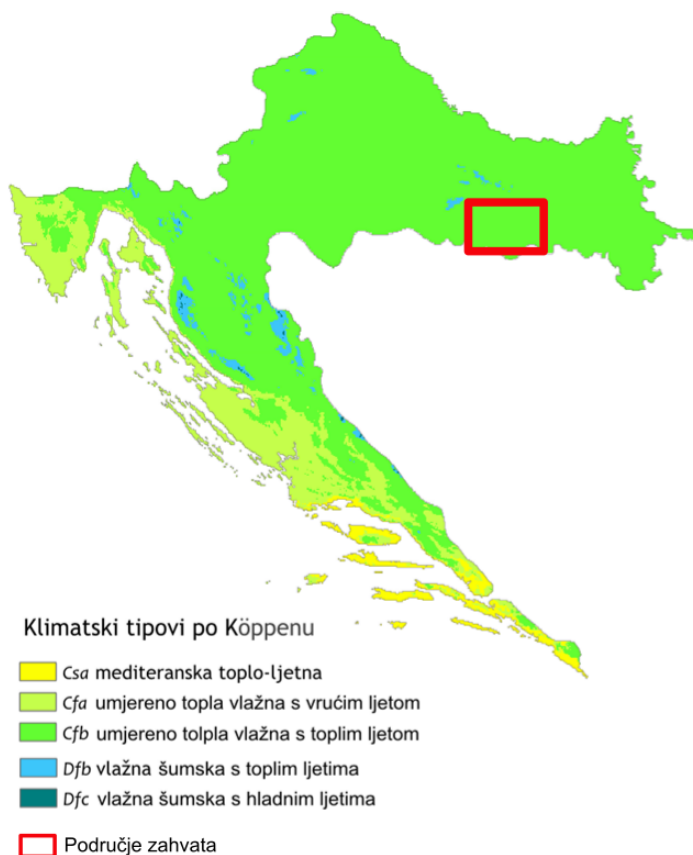 Klimatski tipovi po Köppenu
Csa mediteranska toplo-ljetna
Cfa umjereno topla vlažna s vrućim ljetom
Cfb umjereno tolpla vlažna s toplim ljetom
Dfb vlažna šumska s toplim ljetima
Dfc vlažna šumska s hladnim ljetima
Područje zahvata